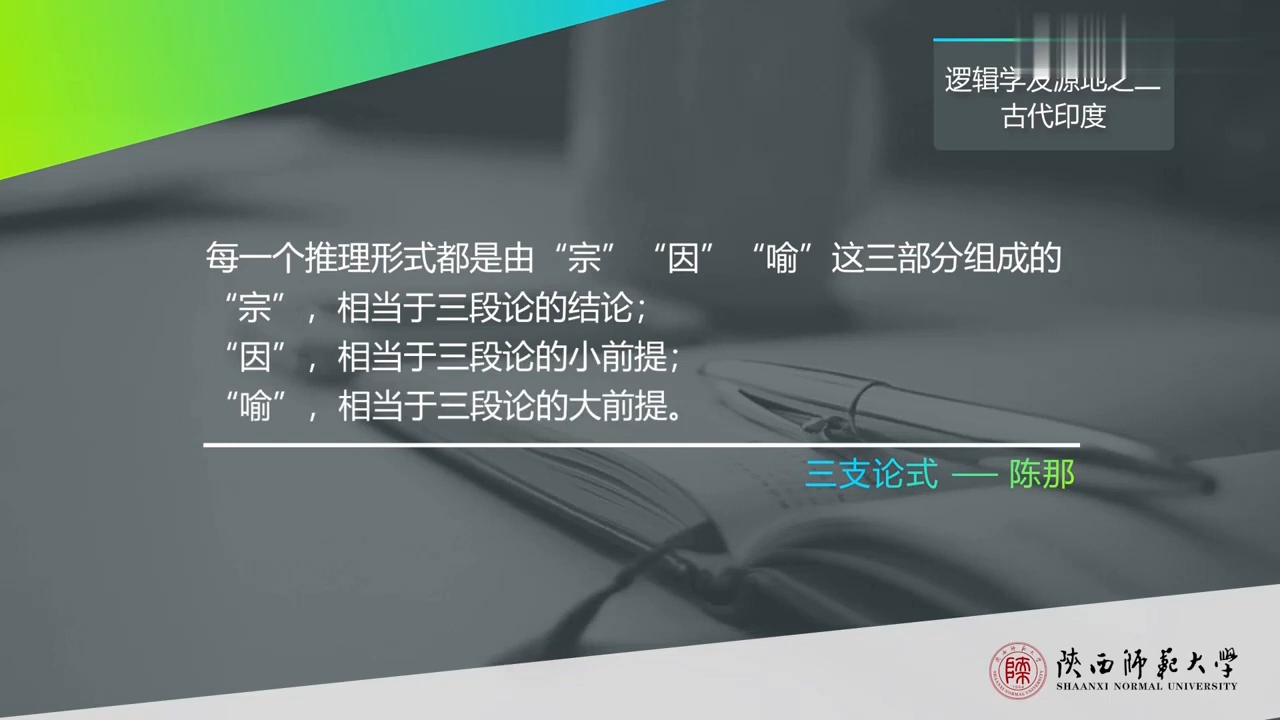 逻辑学发源地之二
古代印度
每一个推理形式都是由“宗”“因”“喻”这三部分组成的
“宗”，相当于三段论的结论；
“因”，相当于三段论的小前提；
“喻”，相当于三段论的大前提。
三支论式 —— 陈那
陕西师范大学
SHAANXI NORMAL UNIVERSITY